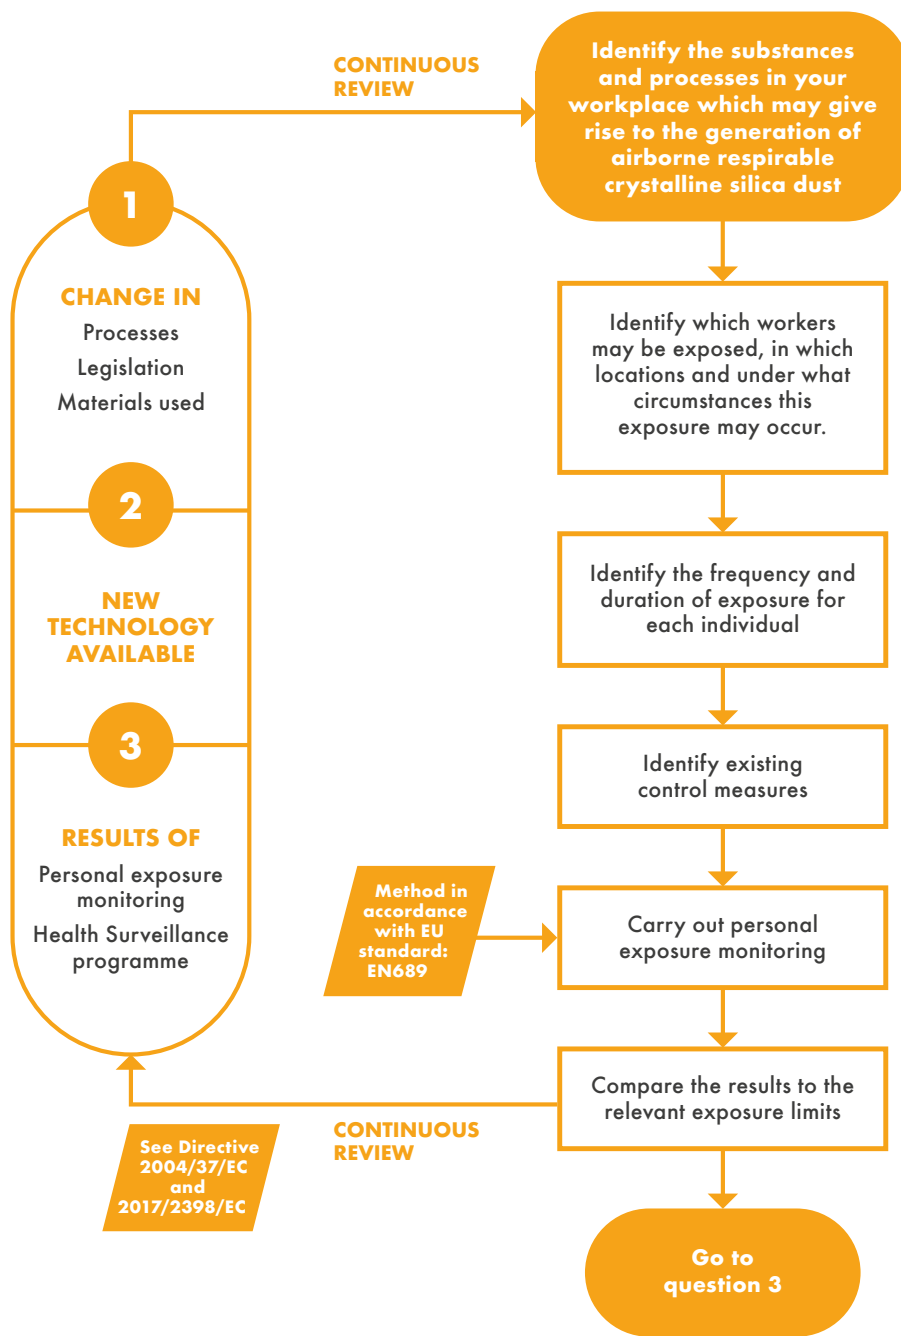 CONTINUOUS
REVIEW
Identify the substances
and processes in your
workplace which may give
rise to the generation of
airborne respirable
crystalline silica dust
1
CHANGE IN
Processes
Legislation
Materials used
2
NEW
TECHNOLOGY
AVAILABLE
3
RESULTS OF
Personal exposure
monitoring
Health Surveillance
programme
Identify which workers
may be exposed, in which
locations and under what
circumstances this
exposure may occur.
Identify the frequency and
duration of exposure for
each individual
Identify existing
control measures
Method in
accordance
with EU
standard:
EN689
Carry out personal
exposure monitoring
Compare the results to the
relevant exposure limits
CONTINUOUS
REVIEW
See Directive
2004/37/EC
and
2017/2398/EC
Go to
question 3